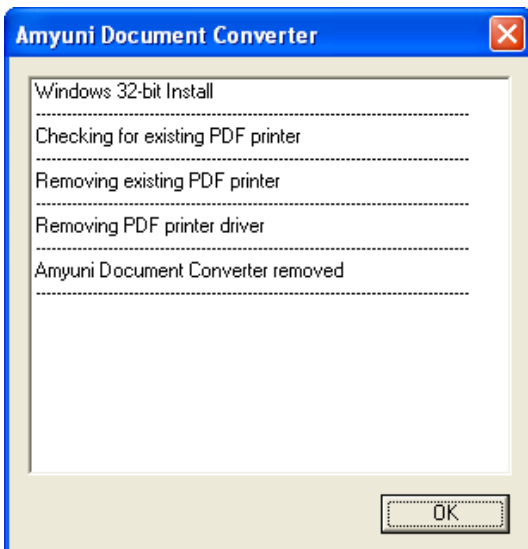 Amyuni Document Converter
Windows 32-bit Install
--------------------------------------------------------------------------------
Checking for existing PDF printer
--------------------------------------------------------------------------------
Removing existing PDF printer
--------------------------------------------------------------------------------
Removing PDF printer driver
--------------------------------------------------------------------------------
Amyuni Document Converter removed
--------------------------------------------------------------------------------
OK